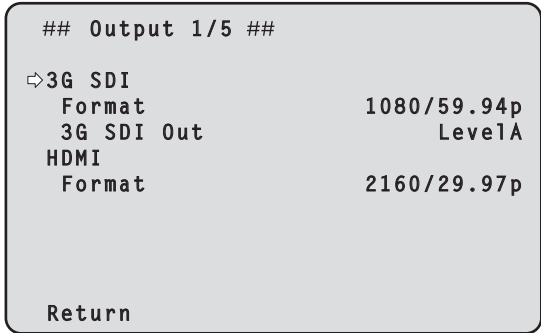 ## Output 1/5 ##
⇨3G SDI
Format 1080/59.94p
3G SDI Out LevelA
HDMI
Format 2160/29.97p
Return